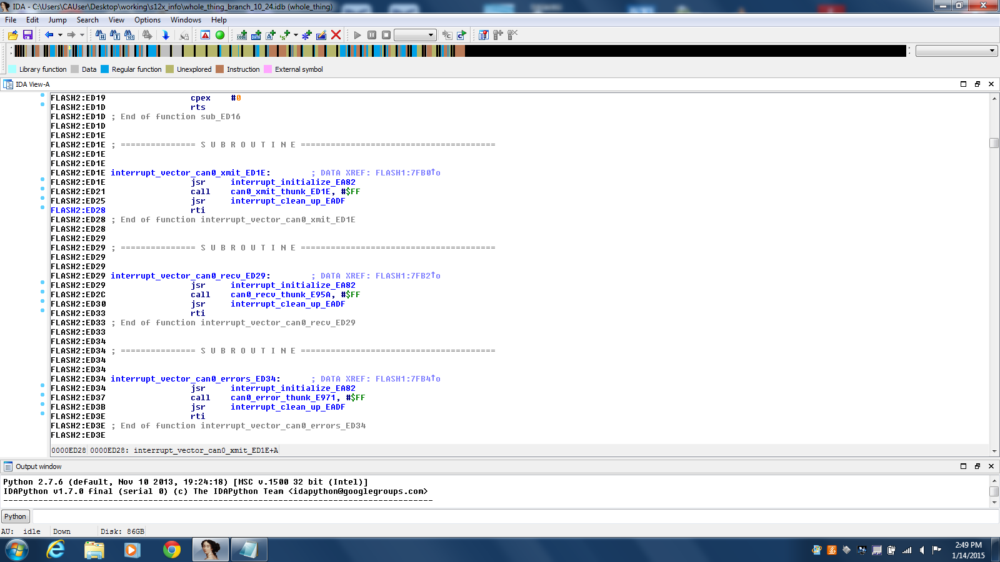 IDA - C:\Users\CAUser\Desktop\working\s12x_info\whole_thing_branch_10_24.idb (whole_thing)
File Edit Jump Search View Options Windows Help
Library function Data Regular function Unexplored Instruction External symbol
IDA View-A
FLASH2:ED19 cpex #0
FLASH2:ED1D rts
FLASH2:ED1D ; End of function sub_ED16
FLASH2:ED1D
FLASH2:ED1E
FLASH2:ED1E ; =============== S U B R O U T I N E =======================================
FLASH2:ED1E
FLASH2:ED1E
FLASH2:ED1E interrupt_vector_can0_xmit_ED1E: ; DATA XREF: FLASH1:7FB0↑o
FLASH2:ED1E jsr interrupt_initialize_EA82
FLASH2:ED21 call can0_xmit_thunk_ED1E, #$FF
FLASH2:ED25 jsr interrupt_clean_up_EADF
FLASH2:ED28 rti
FLASH2:ED28 ; End of function interrupt_vector_can0_xmit_ED1E
FLASH2:ED28
FLASH2:ED29
FLASH2:ED29 ; =============== S U B R O U T I N E =======================================
FLASH2:ED29
FLASH2:ED29
FLASH2:ED29 interrupt_vector_can0_recv_ED29: ; DATA XREF: FLASH1:7FB2↑o
FLASH2:ED29 jsr interrupt_initialize_EA82
FLASH2:ED2C call can0_recv_thunk_E95A, #$FF
FLASH2:ED30 jsr interrupt_clean_up_EADF
FLASH2:ED33 rti
FLASH2:ED33 ; End of function interrupt_vector_can0_recv_ED29
FLASH2:ED33
FLASH2:ED34
FLASH2:ED34 ; =============== S U B R O U T I N E =======================================
FLASH2:ED34
FLASH2:ED34
FLASH2:ED34 interrupt_vector_can0_errors_ED34: ; DATA XREF: FLASH1:7FB4↑o
FLASH2:ED34 jsr interrupt_initialize_EA82
FLASH2:ED37 call can0_error_thunk_E971, #$FF
FLASH2:ED3B jsr interrupt_clean_up_EADF
FLASH2:ED3E rti
FLASH2:ED3E ; End of function interrupt_vector_can0_errors_ED34
FLASH2:ED3E
0000ED28 0000ED28: interrupt_vector_can0_xmit_ED1E+A
Output window
Python 2.7.6 (default, Nov 10 2013, 19:24:18) [MSC v.1500 32 bit (Intel)]
IDAPython v1.7.0 final (serial 0) (c) The IDAPython Team <idapython@googlegroups.com>
--------------------------------------------------------------------------------------
Python
AU: idle Down Disk: 86GB
2:49 PM
1/14/2015